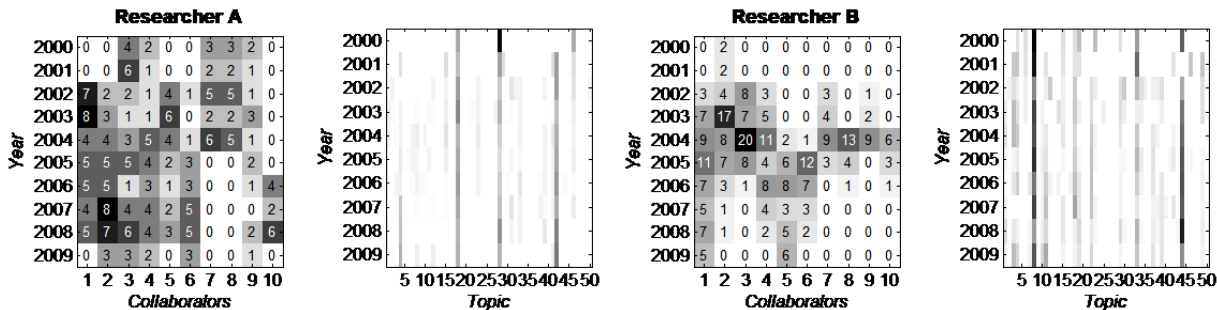 Researcher A
Year
2000 0 0 4 2 0 0 3 3 2 0
2001 0 0 6 1 0 0 2 2 1 0
2002 7 2 2 1 4 1 5 5 1 0
2003 8 3 1 1 6 0 2 2 3 0
2004 4 4 3 5 4 1 6 5 1 0
2005 5 5 5 4 2 3 0 0 1 0
2006 5 5 1 3 1 3 0 0 1 4
2007 4 8 4 4 2 5 0 0 0 2
2008 5 7 6 4 3 5 0 0 2 6
2009 0 3 3 2 0 3 0 0 1 0
1 2 3 4 5 6 7 8 9 10
Collaborators
Year
2000
2001
2002
2003
2004
2005
2006
2007
2008
2009
5 10 15 20 25 30 35 40 45 50
Topic
Researcher B
Year
2000 0 2 0 0 0 0 0 0 0 0
2001 0 2 0 0 0 0 0 0 0 0
2002 3 4 8 3 0 0 3 0 2 0
2003 7 17 7 5 0 0 4 0 0 0
2004 9 8 20 11 2 1 9 13 9 6
2005 11 7 8 4 6 12 3 4 0 3
2006 7 3 1 8 8 7 0 1 0 1
2007 5 1 0 4 3 3 0 0 0 0
2008 7 1 0 2 5 2 0 0 0 0
2009 5 0 0 0 6 0 0 0 0 0
1 2 3 4 5 6 7 8 9 10
Collaborators
Year
2000
2001
2002
2003
2004
2005
2006
2007
2008
2009
5 10 15 20 25 30 35 40 45 50
Topic